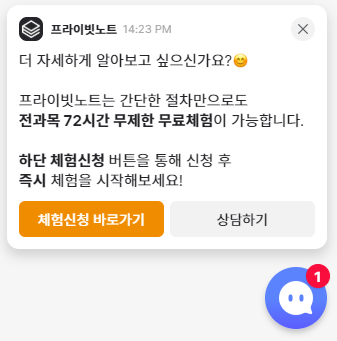 프라이빗노트 14:23 PM
더 자세하게 알아보고 싶으신가요?😊
프라이빗노트는 간단한 절차만으로도
전과목 72시간 무제한 무료체험이 가능합니다.
하단 체험신청 버튼을 통해 신청 후
즉시 체험을 시작해보세요!
체험신청 바로가기
상담하기
1